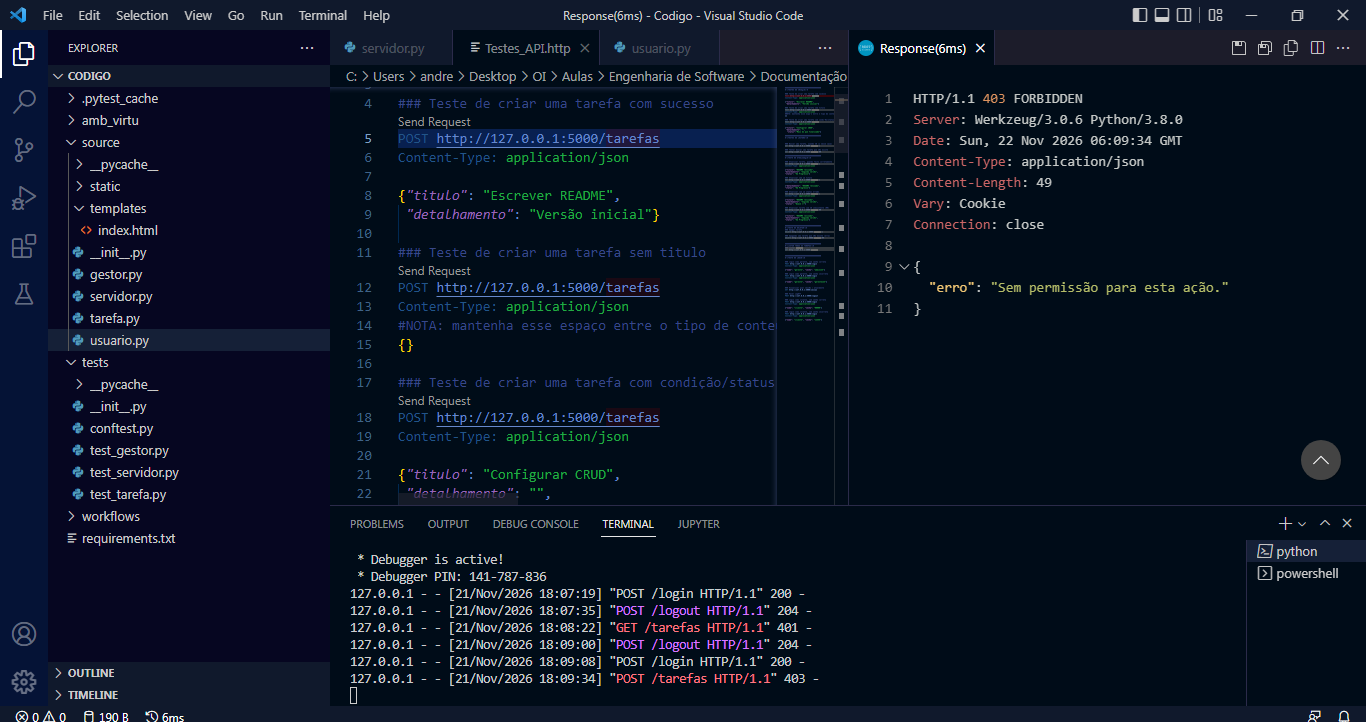 File Edit Selection View Go Run Terminal Help
Response(6ms) - Codigo - Visual Studio Code
EXPLORER
CODIGO
.pytest_cache
amb_virtu
source
__pycache__
static
templates
index.html
__init__.py
gestor.py
servidor.py
tarefa.py
usuario.py
tests
__pycache__
__init__.py
conftest.py
test_gestor.py
test_servidor.py
test_tarefa.py
workflows
requirements.txt
OUTLINE
TIMELINE
servidor.py Testes_API.http usuario.py
C: > Users > andre > Desktop > OI > Aulas > Engenharia de Software > Documentação
4 ### Teste de criar uma tarefa com sucesso
Send Request
5 POST http://127.0.0.1:5000/tarefas
6 Content-Type: application/json
7
8 {"titulo": "Escrever README",
9 "detalhamento": "Versão inicial"}
10
11 ### Teste de criar uma tarefa sem titulo
Send Request
12 POST http://127.0.0.1:5000/tarefas
13 Content-Type: application/json
14 #NOTA: mantenha esse espaço entre o tipo de conte
15 {}
16
17 ### Teste de criar uma tarefa com condição/status
Send Request
18 POST http://127.0.0.1:5000/tarefas
19 Content-Type: application/json
20
21 {"titulo": "Configurar CRUD",
22 "detalhamento": "",
Response(6ms)
1 HTTP/1.1 403 FORBIDDEN
2 Server: Werkzeug/3.0.6 Python/3.8.0
3 Date: Sun, 22 Nov 2026 06:09:34 GMT
4 Content-Type: application/json
5 Content-Length: 49
6 Vary: Cookie
7 Connection: close
8
9 {
10 "erro": "Sem permissão para esta ação."
11 }
PROBLEMS OUTPUT DEBUG CONSOLE TERMINAL JUPYTER
* Debugger is active!
* Debugger PIN: 141-787-836
127.0.0.1 - - [21/Nov/2026 18:07:19] "POST /login HTTP/1.1" 200 -
127.0.0.1 - - [21/Nov/2026 18:07:35] "POST /logout HTTP/1.1" 204 -
127.0.0.1 - - [21/Nov/2026 18:08:22] "GET /tarefas HTTP/1.1" 401 -
127.0.0.1 - - [21/Nov/2026 18:09:00] "POST /logout HTTP/1.1" 204 -
127.0.0.1 - - [21/Nov/2026 18:09:08] "POST /login HTTP/1.1" 200 -
127.0.0.1 - - [21/Nov/2026 18:09:34] "POST /tarefas HTTP/1.1" 403 -
python
powershell
0 0 190 B 6ms